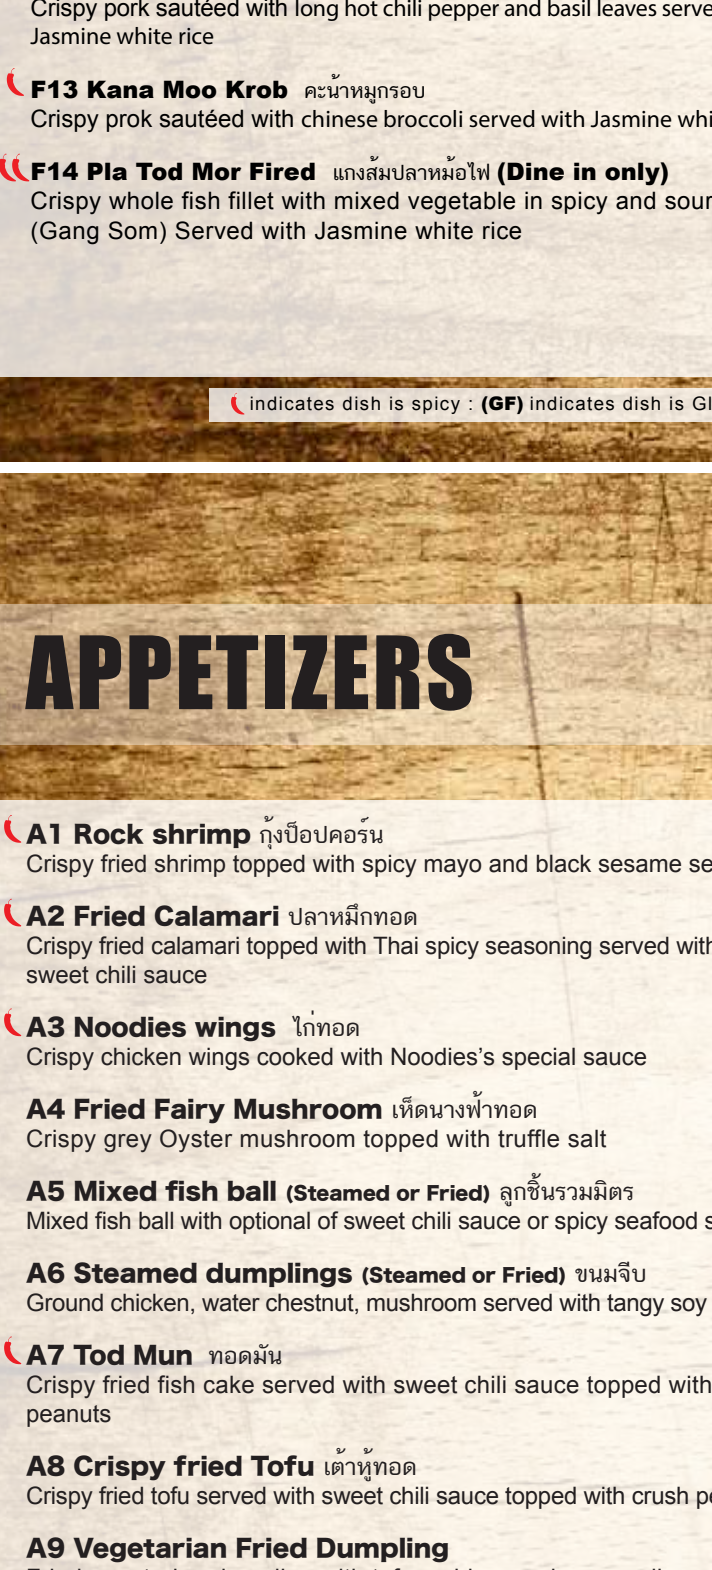 Crispy pork sautéed with long hot chili pepper and basil leaves serve
Jasmine white rice
F13 Kana Moo Krob คะน้าหมูกรอบ
Crispy prok sautéed with chinese broccoli served with Jasmine whi
F14 Pla Tod Mor Fired แกงส้มปลาหม้อไฟ (Dine in only)
Crispy whole fish fillet with mixed vegetable in spicy and sour
(Gang Som) Served with Jasmine white rice
indicates dish is spicy : (GF) indicates dish is Gl
APPETIZERS
A1 Rock shrimp กุ้งป็อปคอร์น
Crispy fried shrimp topped with spicy mayo and black sesame se
A2 Fried Calamari ปลาหมึกทอด
Crispy fried calamari topped with Thai spicy seasoning served with
sweet chili sauce
A3 Noodies wings ไก่ทอด
Crispy chicken wings cooked with Noodies's special sauce
A4 Fried Fairy Mushroom เห็ดนางฟ้าทอด
Crispy grey Oyster mushroom topped with truffle salt
A5 Mixed fish ball (Steamed or Fried) ลูกชิ้นรวมมิตร
Mixed fish ball with optional of sweet chili sauce or spicy seafood s
A6 Steamed dumplings (Steamed or Fried) ขนมจีบ
Ground chicken, water chestnut, mushroom served with tangy soy
A7 Tod Mun ทอดมัน
Crispy fried fish cake served with sweet chili sauce topped with
peanuts
A8 Crispy fried Tofu เต้าหู้ทอด
Crispy fried tofu served with sweet chili sauce topped with crush pe
A9 Vegetarian Fried Dumpling